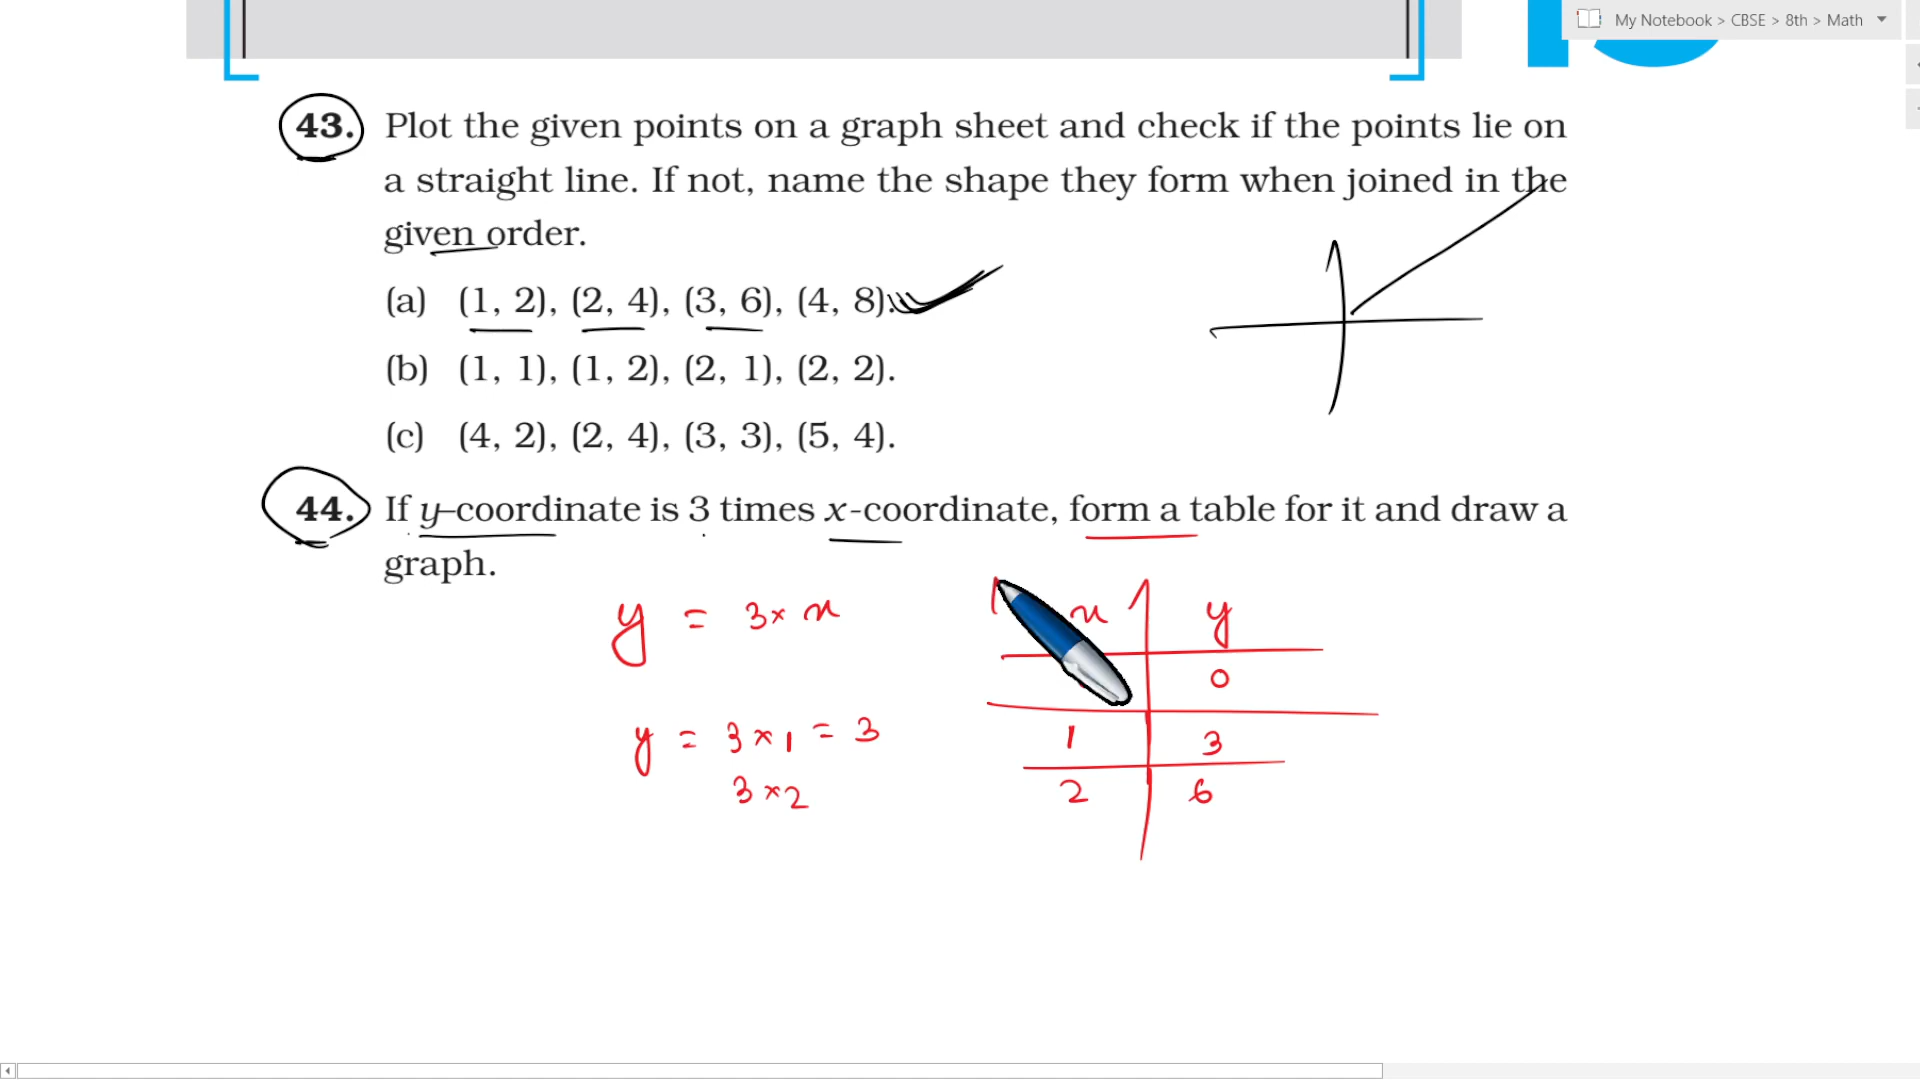 My Notebook > CBSE > 8th > Math
43. Plot the given points on a graph sheet and check if the points lie on
a straight line. If not, name the shape they form when joined in the
given order.
(a) (1, 2), (2, 4), (3, 6), (4, 8).
(b) (1, 1), (1, 2), (2, 1), (2, 2).
(c) (4, 2), (2, 4), (3, 3), (5, 4).
44. If y-coordinate is 3 times x-coordinate, form a table for it and draw a
graph.
y = 3 × x
x y
0
y = 3 × 1 = 3
1 3
3 × 2
2 6